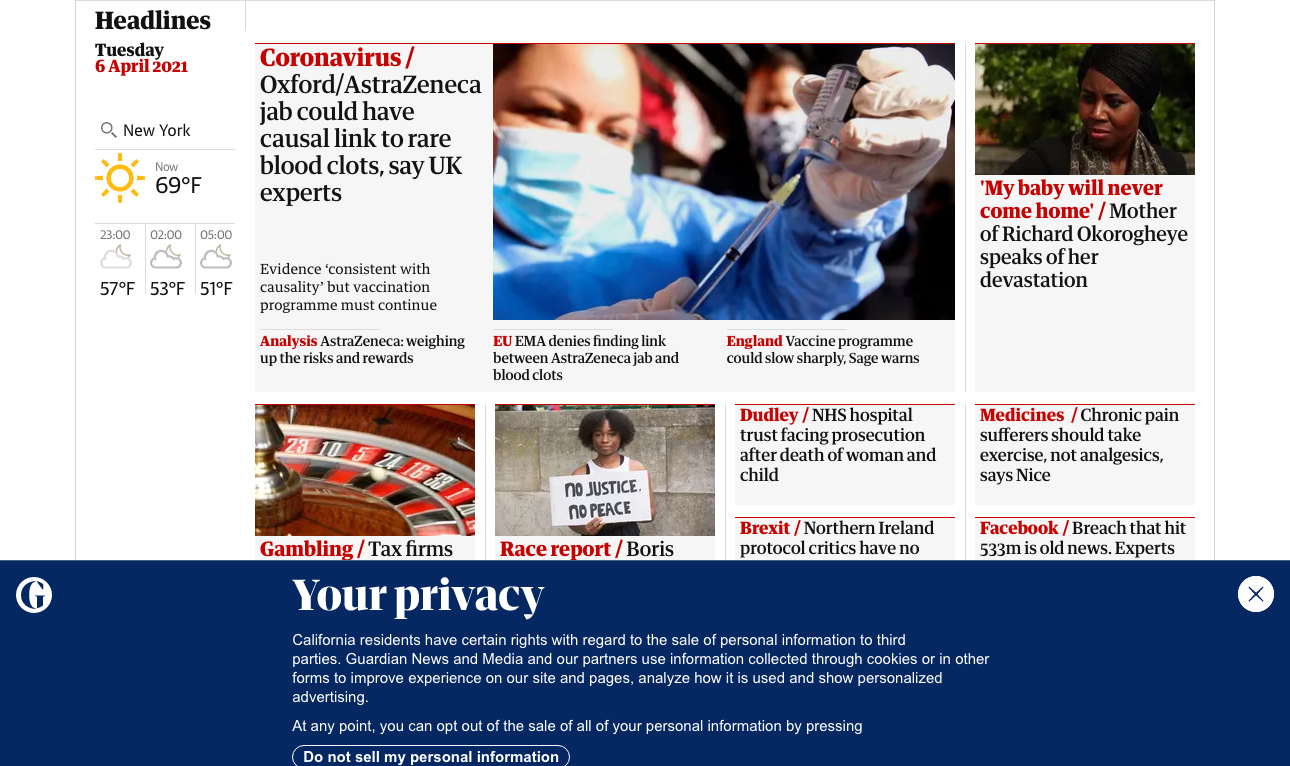 Headlines
Tuesday
6 April 2021
New York
Now
69°F
23:00
02:00
05:00
57°F
53°F
51°F
Coronavirus /
Oxford/AstraZeneca
jab could have
causal link to rare
blood clots, say UK
experts
Evidence ‘consistent with
causality’ but vaccination
programme must continue
Analysis AstraZeneca: weighing
up the risks and rewards
EU EMA denies finding link
between AstraZeneca jab and
blood clots
England Vaccine programme
could slow sharply, Sage warns
'My baby will never
come home' / Mother
of Richard Okorogheye
speaks of her
devastation
23 10 5 24 16 33 1
Gambling / Tax firms
NO JUSTICE.
NO PEACE
Race report / Boris
Dudley / NHS hospital
trust facing prosecution
after death of woman and
child
Brexit / Northern Ireland
protocol critics have no
Medicines / Chronic pain
sufferers should take
exercise, not analgesics,
says Nice
Facebook / Breach that hit
533m is old news. Experts
G
Your privacy
California residents have certain rights with regard to the sale of personal information to third
parties. Guardian News and Media and our partners use information collected through cookies or in other
forms to improve experience on our site and pages, analyze how it is used and show personalized
advertising.
At any point, you can opt out of the sale of all of your personal information by pressing
Do not sell my personal information